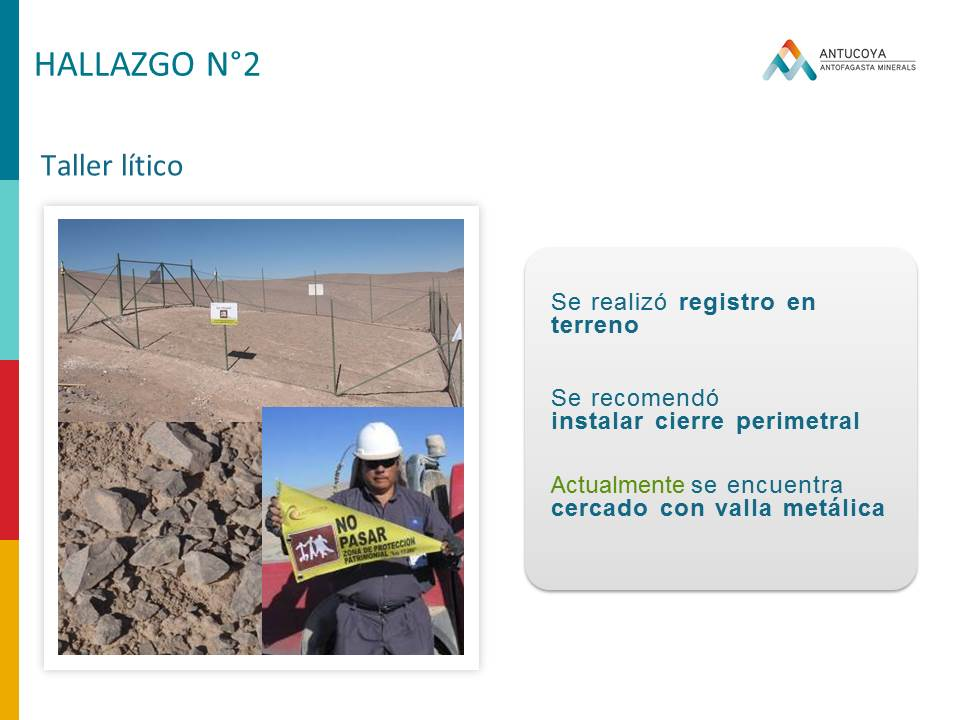 HALLAZGO N°2
ANTUCOYA
ANTOFAGASTA MINERALS
Taller lítico
Se realizó registro en
terreno
Se recomendó
instalar cierre perimetral
Actualmente se encuentra
cercado con valla metálica
NO
PASAR
ZONA DE PROTECCIÓN
PATRIMONIAL